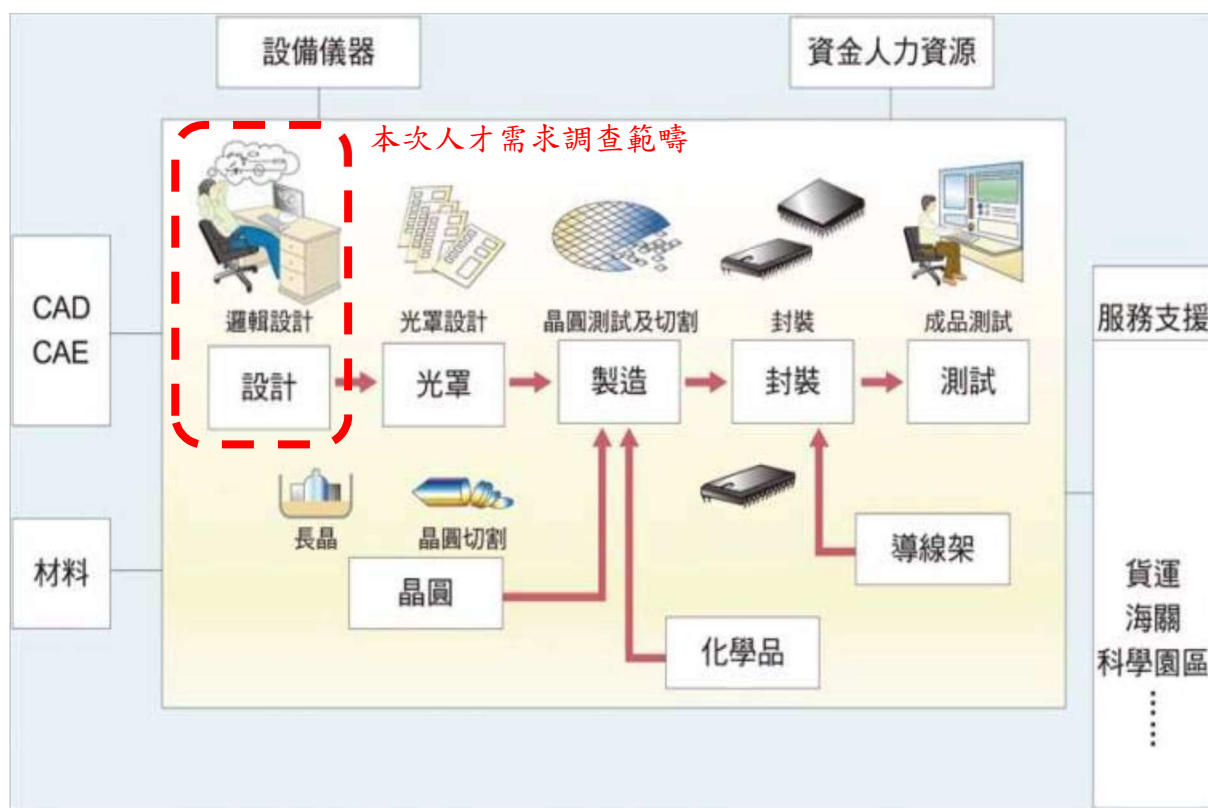 設備儀器
資金人力資源
本次人才需求調查範疇
CAD
CAE
邏輯設計
光罩設計
晶圓測試及切割
封裝
成品測試
服務支援
設計
光罩
製造
封裝
測試
長晶
晶圓切割
材料
晶圓
導線架
化學品
貨運
海關
科學園區
⋮